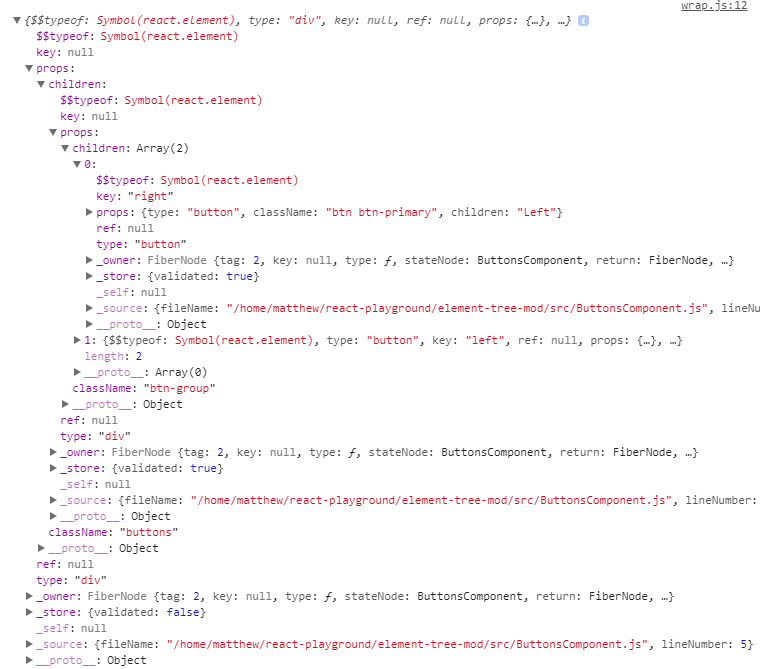 wrap.js:12
▼{$$typeof: Symbol(react.element), type: "div", key: null, ref: null, props: {…}, …} i
$$typeof: Symbol(react.element)
key: null
▼props:
▼children:
$$typeof: Symbol(react.element)
key: null
▼props:
▼children: Array(2)
▼0:
$$typeof: Symbol(react.element)
key: "right"
▶props: {type: "button", className: "btn btn-primary", children: "Left"}
ref: null
type: "button"
▶_owner: FiberNode {tag: 2, key: null, type: ƒ, stateNode: ButtonsComponent, return: FiberNode, …}
▶_store: {validated: true}
_self: null
▶_source: {fileName: "/home/matthew/react-playground/element-tree-mod/src/ButtonsComponent.js", lineNu
▶__proto__: Object
▶1: {$$typeof: Symbol(react.element), type: "button", key: "left", ref: null, props: {…}, …}
length: 2
▶__proto__: Array(0)
className: "btn-group"
▶__proto__: Object
ref: null
type: "div"
▶_owner: FiberNode {tag: 2, key: null, type: ƒ, stateNode: ButtonsComponent, return: FiberNode, …}
▶_store: {validated: true}
_self: null
▶_source: {fileName: "/home/matthew/react-playground/element-tree-mod/src/ButtonsComponent.js", lineNumber:
▶__proto__: Object
className: "buttons"
▶__proto__: Object
ref: null
type: "div"
▶_owner: FiberNode {tag: 2, key: null, type: ƒ, stateNode: ButtonsComponent, return: FiberNode, …}
▶_store: {validated: false}
_self: null
▶_source: {fileName: "/home/matthew/react-playground/element-tree-mod/src/ButtonsComponent.js", lineNumber: 5}
▶__proto__: Object